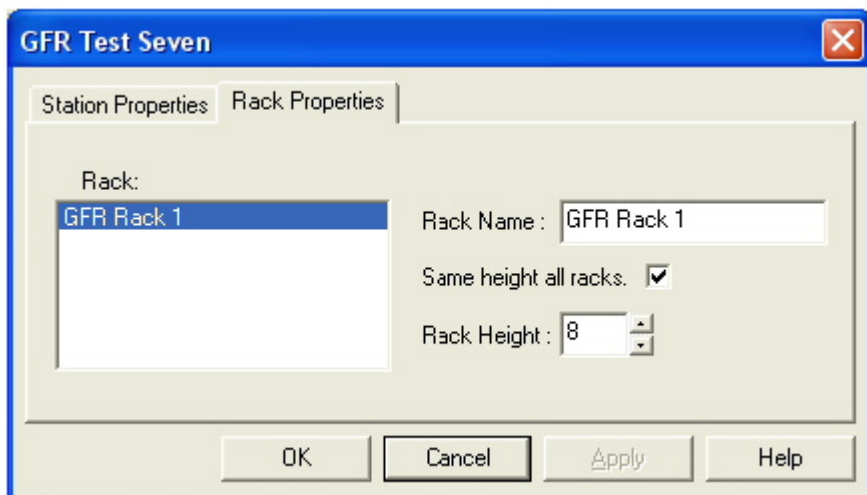 GFR Test Seven
Station Properties
Rack Properties
Rack:
GFR Rack 1
Rack Name : GFR Rack 1
Same height all racks.
Rack Height : 8
OK
Cancel
Apply
Help